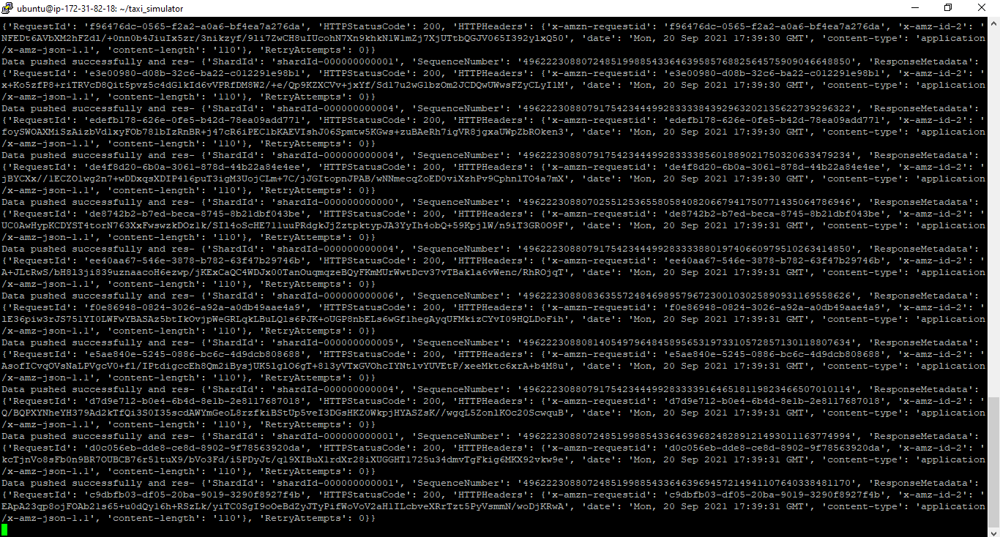 ubuntu@ip-172-31-82-18: ~/taxi_simulator
{'RequestId': 'f96476dc-0565-f2a2-a0a6-bf4ea7a276da', 'HTTPStatusCode': 200, 'HTTPHeaders': {'x-amzn-requestid': 'f96476dc-0565-f2a2-a0a6-bf4ea7a276da', 'x-amz-id-2': '
NFEDt6AVbXM2hFZdl/+0nn0b4JiuIx5zr/3nikzyf/9li7ZwCH8uIUcohN7Xn9khkNlWlmZj7XjUTtbQGJV065I392ylxQ50', 'date': 'Mon, 20 Sep 2021 17:39:30 GMT', 'content-type': 'application
/x-amz-json-1.1', 'content-length': '110'}, 'RetryAttempts': 0}}
Data pushed successfully and res- {'ShardId': 'shardId-000000000001', 'SequenceNumber': '49622230880724851998854336463958576882564575909046648850', 'ResponseMetadata':
{'RequestId': 'e3e00980-d08b-32c6-ba22-c012291e98b1', 'HTTPStatusCode': 200, 'HTTPHeaders': {'x-amzn-requestid': 'e3e00980-d08b-32c6-ba22-c012291e98b1', 'x-amz-id-2': '
x+Ko5zfP8+riTRVcD8Qit5pvz5c4dGlkId6vVPRfDM8W2/+e/Qp9KZXCVv+jxYf/Sdl7u2wGlbzOm2JCDQwUWwsFZyCLyIlM', 'date': 'Mon, 20 Sep 2021 17:39:30 GMT', 'content-type': 'application
/x-amz-json-1.1', 'content-length': '110'}, 'RetryAttempts': 0}}
Data pushed successfully and res- {'ShardId': 'shardId-000000000004', 'SequenceNumber': '49622230880791754234449928333384392963202135622739296322', 'ResponseMetadata':
{'RequestId': 'edefb178-626e-0fe5-b42d-78ea09add771', 'HTTPStatusCode': 200, 'HTTPHeaders': {'x-amzn-requestid': 'edefb178-626e-0fe5-b42d-78ea09add771', 'x-amz-id-2': '
foySWOAXMiSzAizbVdlxyFOb78lbIzRnBR+j47cR6iPEClbKAEVIshJ06Spmtw5KGws+zuBAeRh7igVR8jgxaUWpZbROken3', 'date': 'Mon, 20 Sep 2021 17:39:30 GMT', 'content-type': 'application
/x-amz-json-1.1', 'content-length': '110'}, 'RetryAttempts': 0}}
Data pushed successfully and res- {'ShardId': 'shardId-000000000004', 'SequenceNumber': '49622230880791754234449928333385601889021750320633479234', 'ResponseMetadata':
{'RequestId': 'de4f8d20-6b0a-3061-878d-44b22a84e4ee', 'HTTPStatusCode': 200, 'HTTPHeaders': {'x-amzn-requestid': 'de4f8d20-6b0a-3061-878d-44b22a84e4ee', 'x-amz-id-2': '
jBYCXx//lECZOlwg2n7+wDDxqsXDIP4l6puT3igM3UojCLm+7C/jJGItopnJPAB/wNNmecqZoED0viXzhPv9CphnlTO4a7mX', 'date': 'Mon, 20 Sep 2021 17:39:30 GMT', 'content-type': 'application
/x-amz-json-1.1', 'content-length': '110'}, 'RetryAttempts': 0}}
Data pushed successfully and res- {'ShardId': 'shardId-000000000000', 'SequenceNumber': '49622230880702551253655805840820667941750771435064786946', 'ResponseMetadata':
{'RequestId': 'de8742b2-b7ed-beca-8745-8b21dbf043be', 'HTTPStatusCode': 200, 'HTTPHeaders': {'x-amzn-requestid': 'de8742b2-b7ed-beca-8745-8b21dbf043be', 'x-amz-id-2': '
UC0AwHypKCDYST4torN763XxFwswzkDOzlk/SIl4oScHE7lluuPRdgkJjZztpktypJA3YyIh4obQ+59KpjlW/n9iT3GR0O9F', 'date': 'Mon, 20 Sep 2021 17:39:30 GMT', 'content-type': 'application
/x-amz-json-1.1', 'content-length': '110'}, 'RetryAttempts': 0}}
Data pushed successfully and res- {'ShardId': 'shardId-000000000004', 'SequenceNumber': '49622230880791754234449928333388019740660979510263414850', 'ResponseMetadata':
{'RequestId': 'ee40aa67-546e-3878-b782-63f47b29746b', 'HTTPStatusCode': 200, 'HTTPHeaders': {'x-amzn-requestid': 'ee40aa67-546e-3878-b782-63f47b29746b', 'x-amz-id-2': '
A+JLtRwS/bH8l3ji839uznaacoH6ezwp/jKExCaQC4WDJx00TanOuqmqzeBQyFKmMUrWwtDcv37vTBakla6vWenc/RhROjqT', 'date': 'Mon, 20 Sep 2021 17:39:31 GMT', 'content-type': 'application
/x-amz-json-1.1', 'content-length': '110'}, 'RetryAttempts': 0}}
Data pushed successfully and res- {'ShardId': 'shardId-000000000006', 'SequenceNumber': '49622230880836355724846989579672300103025890931169558626', 'ResponseMetadata':
{'RequestId': 'f0e86948-0824-3026-a92a-a0db49aae4a9', 'HTTPStatusCode': 200, 'HTTPHeaders': {'x-amzn-requestid': 'f0e86948-0824-3026-a92a-a0db49aae4a9', 'x-amz-id-2': '
lE36piw3rJS75lYI0LWFwYBASAz5btIkOvjpWeGRLqkLBuLQls6PJK+oUGP8nbELs6wGflhegAyqUFMkizCYvI09HQLDoFih', 'date': 'Mon, 20 Sep 2021 17:39:31 GMT', 'content-type': 'application
/x-amz-json-1.1', 'content-length': '110'}, 'RetryAttempts': 0}}
Data pushed successfully and res- {'ShardId': 'shardId-000000000005', 'SequenceNumber': '49622230880814054979648458956531973310572857130118807634', 'ResponseMetadata':
{'RequestId': 'e5ae840e-5245-0886-bc6c-4d9dcb808688', 'HTTPStatusCode': 200, 'HTTPHeaders': {'x-amzn-requestid': 'e5ae840e-5245-0886-bc6c-4d9dcb808688', 'x-amz-id-2': '
AsofICvqOVsNaLPVgcV0+fl/IPtdigccEh8Qm2iBysjUK5lglO6gT+8l3yVTxGVOhcIYNtlvYUVEtP/xeeMktc6xrA+b4M8u', 'date': 'Mon, 20 Sep 2021 17:39:31 GMT', 'content-type': 'application
/x-amz-json-1.1', 'content-length': '110'}, 'RetryAttempts': 0}}
Data pushed successfully and res- {'ShardId': 'shardId-000000000004', 'SequenceNumber': '49622230880791754234449928333391646518119823466507010114', 'ResponseMetadata':
{'RequestId': 'd7d9e712-b0e4-6b4d-8e1b-2e8117687018', 'HTTPStatusCode': 200, 'HTTPHeaders': {'x-amzn-requestid': 'd7d9e712-b0e4-6b4d-8e1b-2e8117687018', 'x-amz-id-2': '
Q/BQPXYNheYH379Ad2kTfQi3S0I35scdAWYmGeoL8rzfkiBStUp5veI3DGsHKZ0WkpjHYASZsK//wgqL5ZonlKOc20ScwquB', 'date': 'Mon, 20 Sep 2021 17:39:31 GMT', 'content-type': 'application
/x-amz-json-1.1', 'content-length': '110'}, 'RetryAttempts': 0}}
Data pushed successfully and res- {'ShardId': 'shardId-000000000001', 'SequenceNumber': '49622230880724851998854336463968248289121493011163774994', 'ResponseMetadata':
{'RequestId': 'd0c056eb-dde8-ce8d-8902-9f78563920da', 'HTTPStatusCode': 200, 'HTTPHeaders': {'x-amzn-requestid': 'd0c056eb-dde8-ce8d-8902-9f78563920da', 'x-amz-id-2': '
kcTjnVo8sFb0n9BR7OUBCB76r5ltuX9/bVo3Fd/i5PDyJt/ql9XIBuXlrdXr28iXUGGHTl725u34dmvTgFkig6MKX92vkw9e', 'date': 'Mon, 20 Sep 2021 17:39:31 GMT', 'content-type': 'application
/x-amz-json-1.1', 'content-length': '110'}, 'RetryAttempts': 0}}
Data pushed successfully and res- {'ShardId': 'shardId-000000000001', 'SequenceNumber': '49622230880724851998854336463969457214941107640338481170', 'ResponseMetadata':
{'RequestId': 'c9dbfb03-df05-20ba-9019-3290f8927f4b', 'HTTPStatusCode': 200, 'HTTPHeaders': {'x-amzn-requestid': 'c9dbfb03-df05-20ba-9019-3290f8927f4b', 'x-amz-id-2': '
EApA23qp8ojFOAb2ls65+u0dQyl6h+RSzLk/yiTC0SgI9oOeBdZyJTyPifWoVoV2aHlILcbveXRrTzt5PyVsmmN/woDjKRwA', 'date': 'Mon, 20 Sep 2021 17:39:31 GMT', 'content-type': 'application
/x-amz-json-1.1', 'content-length': '110'}, 'RetryAttempts': 0}}